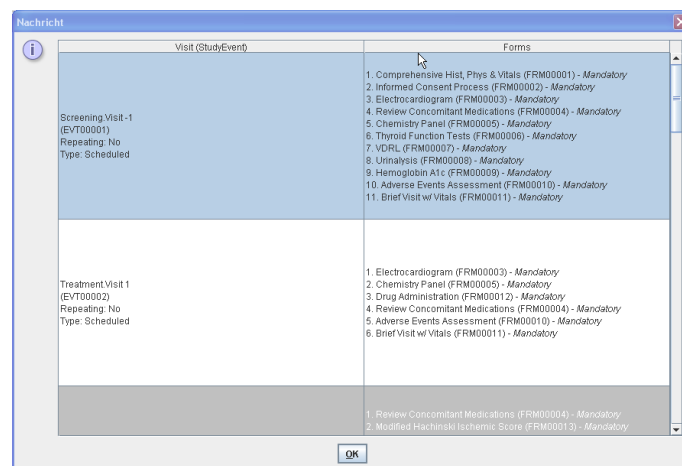 Nachricht
Visit (StudyEvent)
Forms
Screening.Visit -1
(EVT00001)
Repeating: No
Type: Scheduled
1. Comprehensive Hist, Phys & Vitals (FRM00001) - Mandatory
2. Informed Consent Process (FRM00002) - Mandatory
3. Electrocardiogram (FRM00003) - Mandatory
4. Review Concomitant Medications (FRM00004) - Mandatory
5. Chemistry Panel (FRM00005) - Mandatory
6. Thyroid Function Tests (FRM00006) - Mandatory
7. VDRL (FRM00007) - Mandatory
8. Urinalysis (FRM00008) - Mandatory
9. Hemoglobin A1c (FRM00009) - Mandatory
10. Adverse Events Assessment (FRM00010) - Mandatory
11. Brief Visit w/ Vitals (FRM00011) - Mandatory
Treatment.Visit 1
(EVT00002)
Repeating: No
Type: Scheduled
1. Electrocardiogram (FRM00003) - Mandatory
2. Chemistry Panel (FRM00005) - Mandatory
3. Drug Administration (FRM00012) - Mandatory
4. Review Concomitant Medications (FRM00004) - Mandatory
5. Adverse Events Assessment (FRM00010) - Mandatory
6. Brief Visit w/ Vitals (FRM00011) - Mandatory
1. Review Concomitant Medications (FRM00004) - Mandatory
2. Modified Hachinski Ischemic Score (FRM00013) - Mandatory
OK